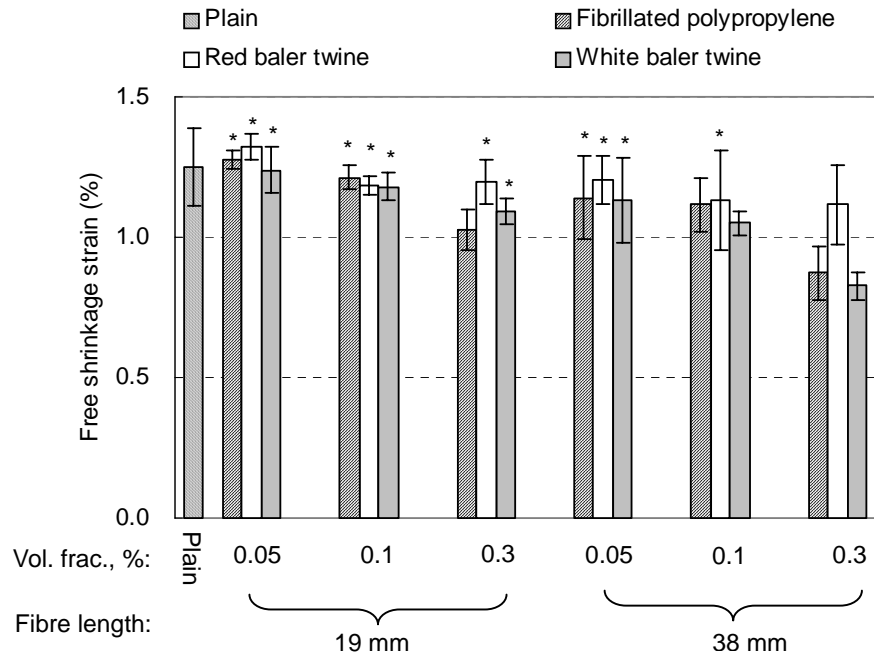 Plain
Fibrillated polypropylene
Red baler twine
White baler twine
1.5
1.0
0.5
0.0
Free shrinkage strain (%)
* * *
* * *
* *
* * *
*
Vol. frac., %:
Plain
0.05 0.1 0.3 0.05 0.1 0.3
Fibre length:
19 mm 38 mm